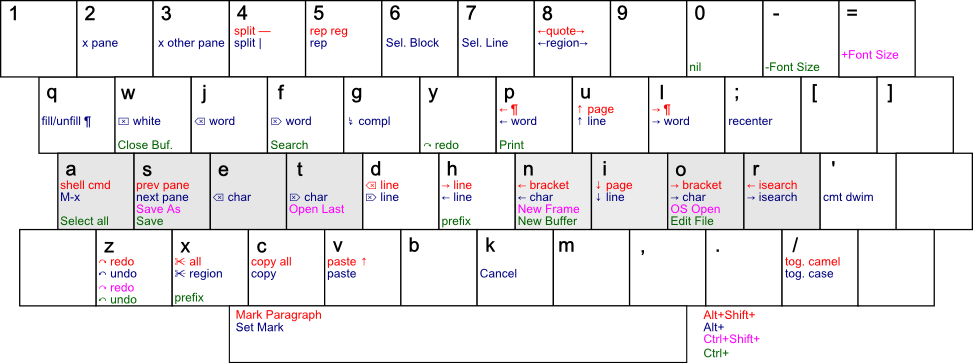 1 2 3 4 5 6 7 8 9 0 - =
split — rep reg ←quote→
x pane x other pane split | rep Sel. Block Sel. Line ←region→
+Font Size
nil -Font Size
q w j f g y p u l ; [ ]
← ¶ ↑ page → ¶
fill/unfill ¶ ⌦ white ⌫ word ⌦ word ↯ compl ← word ↑ line → word recenter
Close Buf. Search ↷ redo Print
a s e t d h n i o r '
shell cmd prev pane ⌫ line → line ← bracket ↓ page → bracket ← isearch
M-x next pane ⌫ char ⌦ char ⌦ line ← line ← char ↓ line → char → isearch cmt dwim
Save As Open Last New Frame OS Open
Select all Save prefix New Buffer Edit File
z x c v b k m , . /
↷ redo ✂ all copy all paste ↑ tog. camel
↶ undo ✂ region copy paste Cancel tog. case
↷ redo
↶ undo prefix
Mark Paragraph Alt+Shift+
Set Mark Alt+
Ctrl+Shift+
Ctrl+